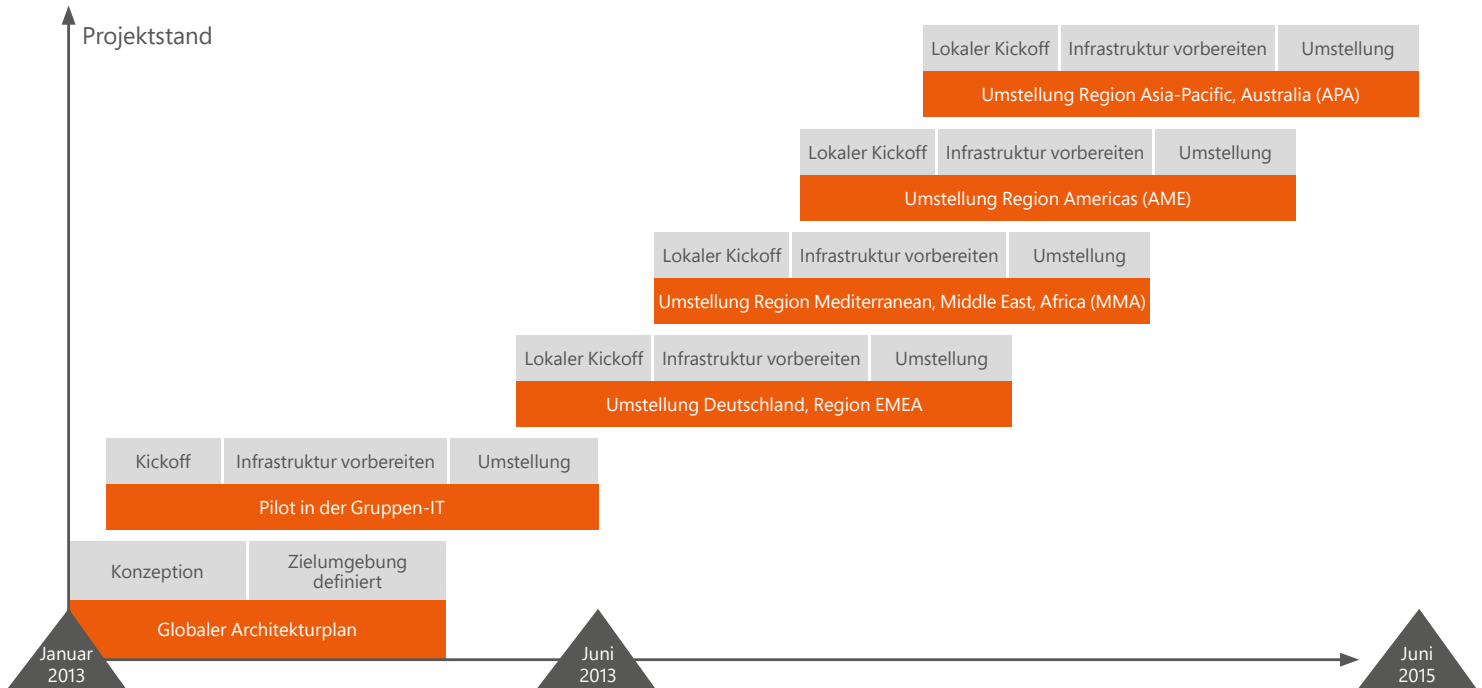 Projektstand
Lokaler Kickoff
Infrastruktur vorbereiten
Umstellung
Umstellung Region Asia-Pacific, Australia (APA)
Lokaler Kickoff
Infrastruktur vorbereiten
Umstellung
Umstellung Region Americas (AME)
Lokaler Kickoff
Infrastruktur vorbereiten
Umstellung
Umstellung Region Mediterranean, Middle East, Africa (MMA)
Lokaler Kickoff
Infrastruktur vorbereiten
Umstellung
Umstellung Deutschland, Region EMEA
Kickoff
Infrastruktur vorbereiten
Umstellung
Pilot in der Gruppen-IT
Konzeption
Zielumgebung
definiert
Globaler Architekturplan
Januar
2013
Juni
2013
Juni
2015